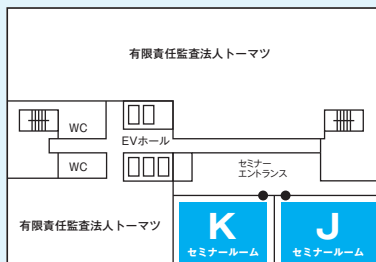 有限責任監査法人トーマツ
WC
EVホール
WC
セミナー
エントランス
有限責任監査法人トーマツ
K
セミナールーム
J
セミナールーム